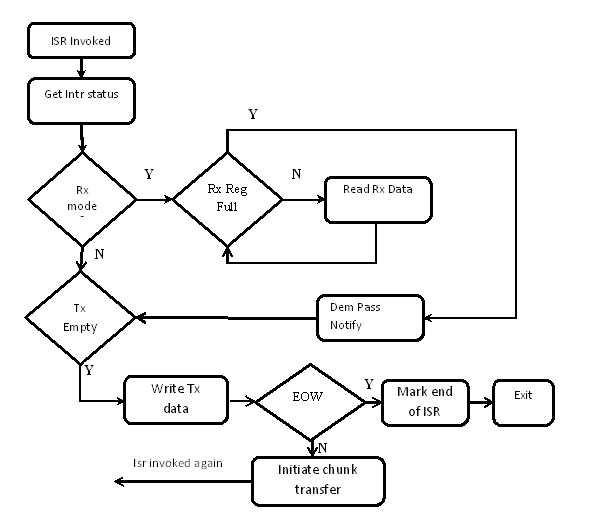 ISR Invoked
Get Intr status
Y
Rx
mode
Y
Rx Reg
Full
N
Read Rx Data
N
Tx
Empty
Dem Pass
Notify
Y
Write Tx
data
EOW
Y
Mark end
of ISR
Exit
N
Isr invoked again
Initiate chunk
transfer